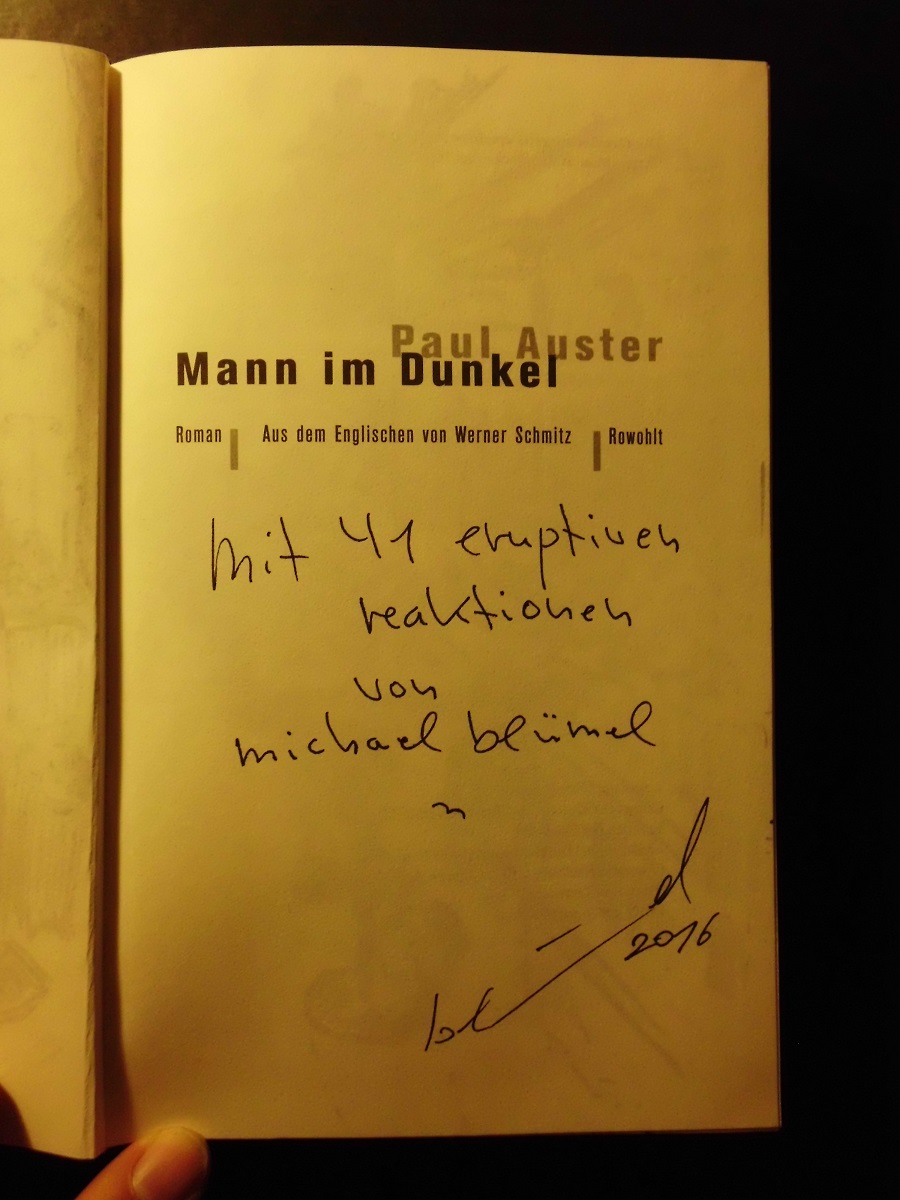 Paul Auster
Mann im Dunkel
Roman Aus dem Englischen von Werner Schmitz Rowohlt
Mit 41 eruptiven
reaktionen
von
michael blümel
2016